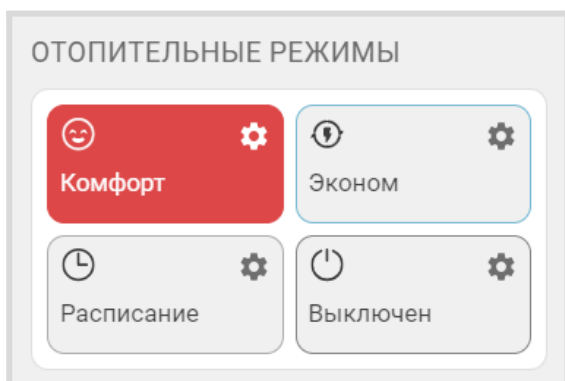 ОТОПИТЕЛЬНЫЕ РЕЖИМЫ
Комфорт
Эконом
Расписание
Выключен